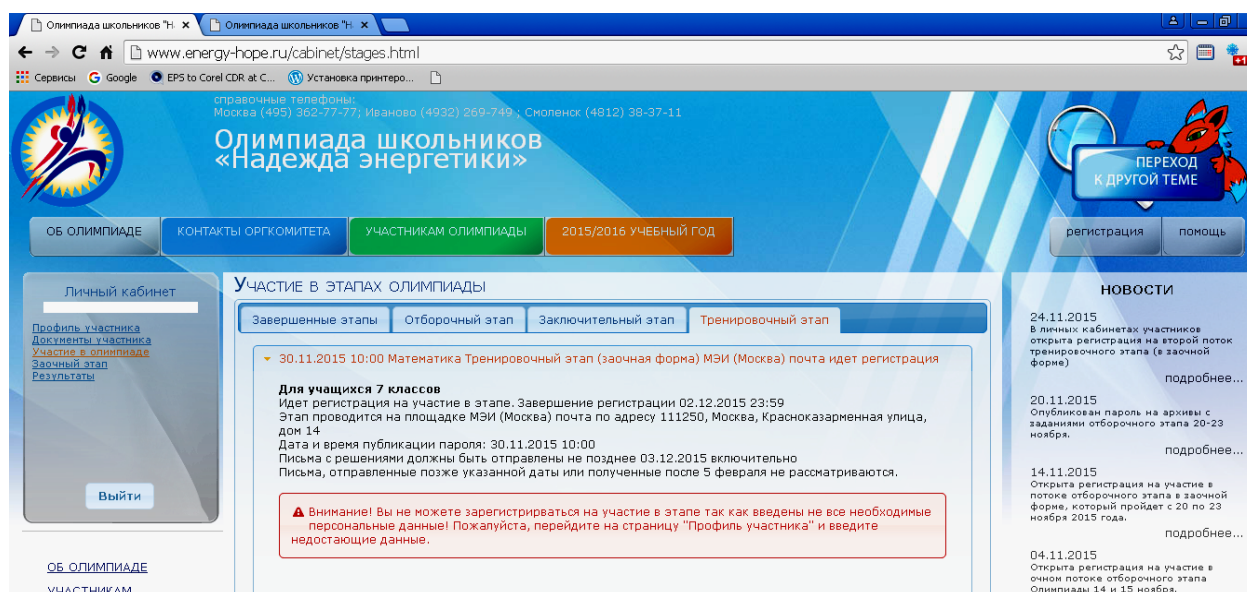 Олимпиада школьников "Н
Олимпиада школьников "Н
www.energy-hope.ru/cabinet/stages.html
Сервисы
Google
EPS to Corel CDR at C...
Установка принтеро...
+1
справочные телефоны:
Москва (495) 362-77-77; Иваново (4932) 269-749 ; Смоленск (4812) 38-37-11
Олимпиада школьников
«Надежда энергетики»
ПЕРЕХОД
К ДРУГОЙ ТЕМЕ
ОБ ОЛИМПИАДЕ
КОНТАКТЫ ОРГКОМИТЕТА
УЧАСТНИКАМ ОЛИМПИАДЫ
2015/2016 УЧЕБНЫЙ ГОД
регистрация
помощь
Личный кабинет
Профиль участника
Документы участника
Участие в олимпиаде
Заочный этап
Результаты
Выйти
ОБ ОЛИМПИАДЕ
УЧАСТНИКАМ
Участие в этапах олимпиады
Завершенные этапы
Отборочный этап
Заключительный этап
Тренировочный этап
30.11.2015 10:00 Математика Тренировочный этап (заочная форма) МЭИ (Москва) почта идет регистрация
Для учащихся 7 классов
Идет регистрация на участие в этапе. Завершение регистрации 02.12.2015 23:59
Этап проводится на площадке МЭИ (Москва) почта по адресу 111250, Москва, Красноказарменная улица,
дом 14
Дата и время публикации пароля: 30.11.2015 10:00
Письма с решениями должны быть отправлены не позднее 03.12.2015 включительно
Письма, отправленные позже указанной даты или полученные после 5 февраля не рассматриваются.
Внимание! Вы не можете зарегистрирваться на участие в этапе так как введены не все необходимые
персональные данные! Пожалуйста, перейдите на страницу "Профиль участника" и введите
недостающие данные.
НОВОСТИ
24.11.2015
В личных кабинетах участников
открыта регистрация на второй поток
тренировочного этапа (в заочной
форме)
подробнее...
20.11.2015
Опубликован пароль на архивы с
заданиями отборочного этапа 20-23
ноября.
подробнее...
14.11.2015
Открыта регистрация на участие в
потоке отборочного этапа в заочной
форме, который пройдет с 20 по 23
ноября 2015 года.
подробнее...
04.11.2015
Открыта регистрация на участие в
очном потоке отборочного этапа
Олимпиады 14 и 15 ноября.